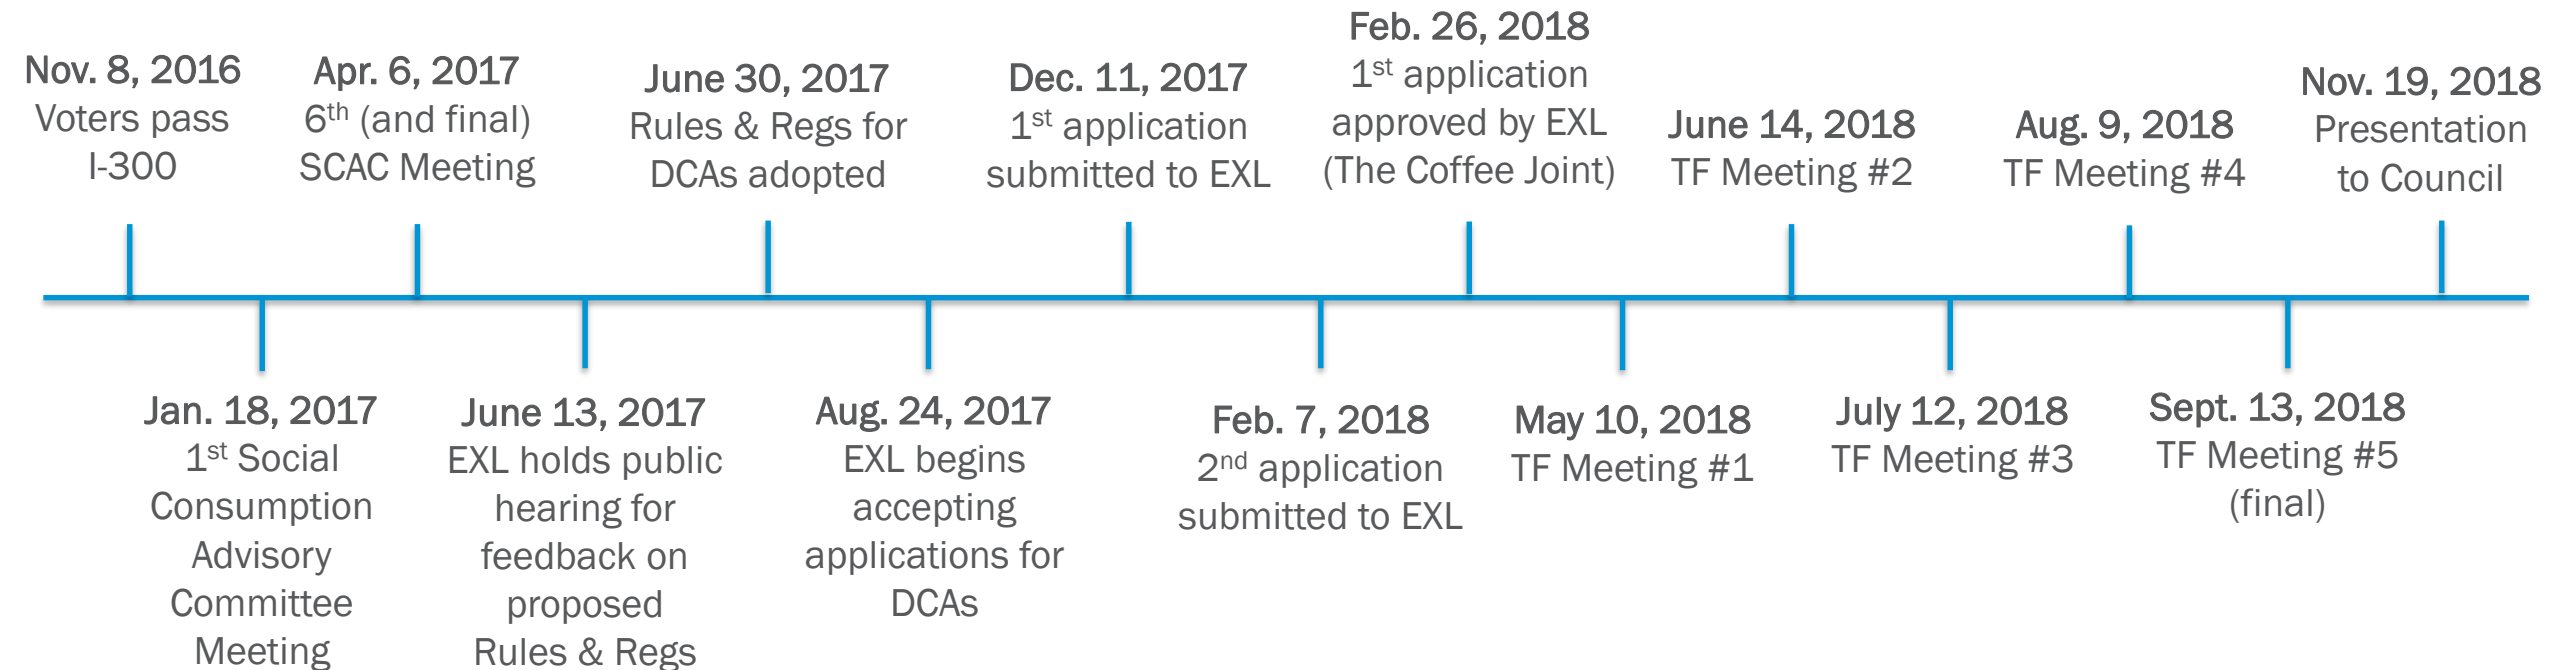 Nov. 8, 2016
Voters pass
I-300
Jan. 18, 2017
1st Social
Consumption
Advisory
Committee
Meeting
Apr. 6, 2017
6th (and final)
SCAC Meeting
June 13, 2017
EXL holds public
hearing for
feedback on
proposed
Rules & Regs
June 30, 2017
Rules & Regs for
DCAs adopted
Aug. 24, 2017
EXL begins
accepting
applications for
DCAs
Dec. 11, 2017
1st application
submitted to EXL
Feb. 7, 2018
2nd application
submitted to EXL
Feb. 26, 2018
1st application
approved by EXL
(The Coffee Joint)
May 10, 2018
TF Meeting #1
June 14, 2018
TF Meeting #2
July 12, 2018
TF Meeting #3
Aug. 9, 2018
TF Meeting #4
Sept. 13, 2018
TF Meeting #5
(final)
Nov. 19, 2018
Presentation
to Council